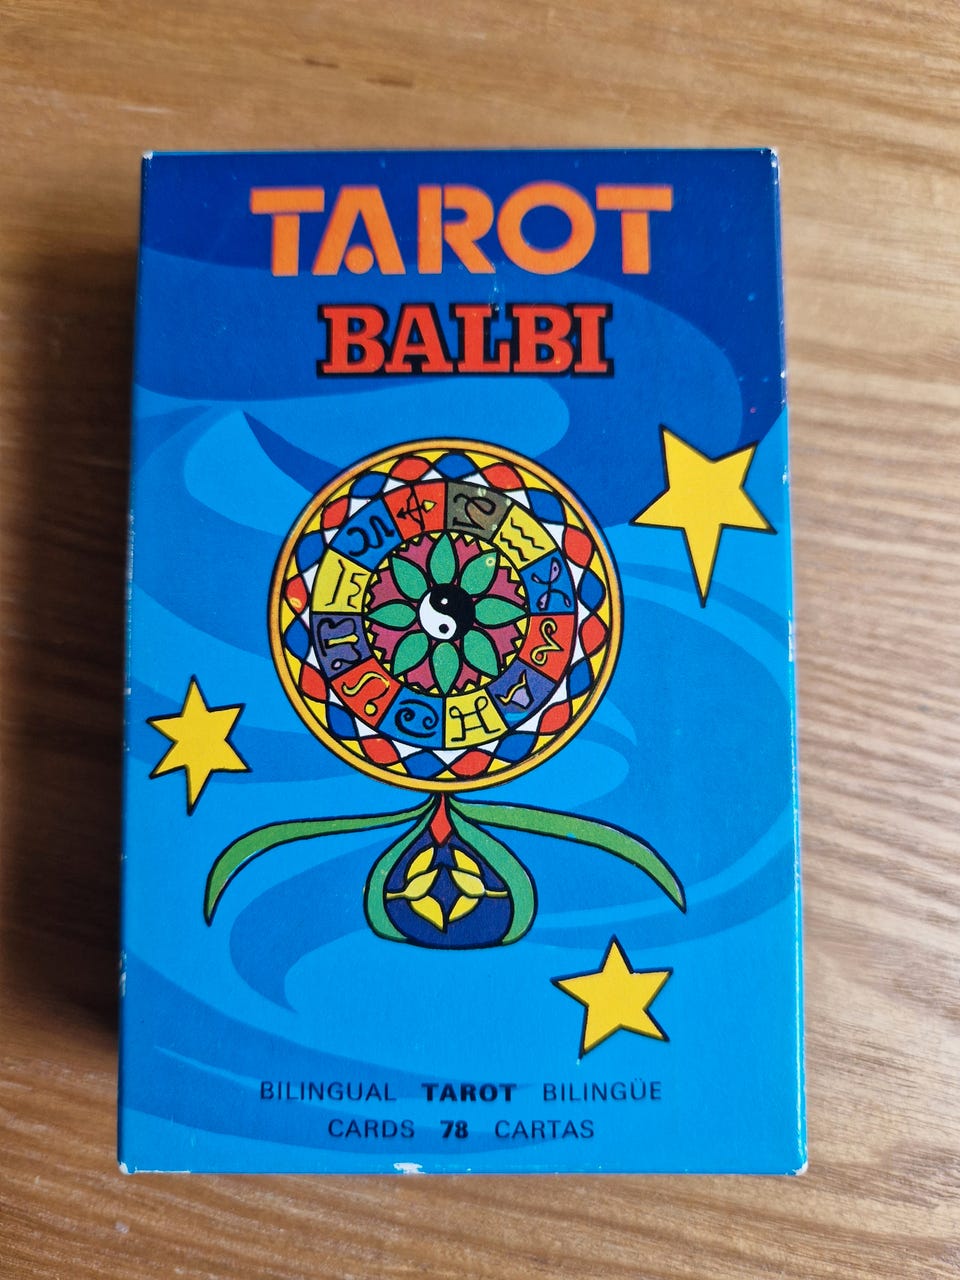 TAROT
BALBI
BILINGUAL TAROT BILINGÜE
CARDS 78 CARTAS